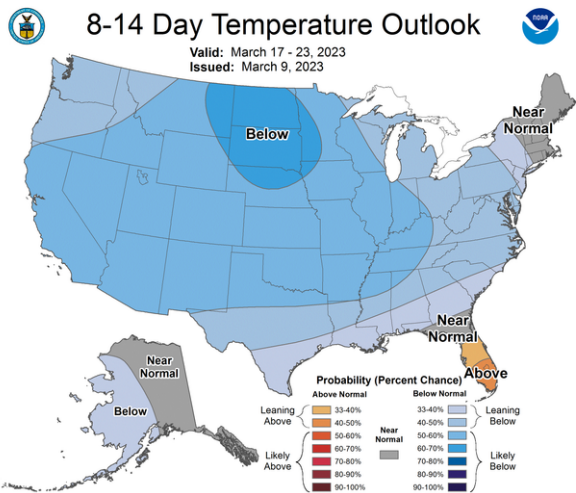 8-14 Day Temperature Outlook
NOAA
Valid: March 17 - 23, 2023
Issued: March 9, 2023
Below
Near
Normal
Near
Normal
Above
Near
Normal
Below
Probability (Percent Chance)
Above Normal
Below Normal
Leaning
Above
33-40%
40-50%
Likely
Above
50-60%
60-70%
70-80%
80-90%
90-100%
Near
Normal
33-40%
40-50%
Leaning
Below
50-60%
60-70%
70-80%
80-90%
90-100%
Likely
Below